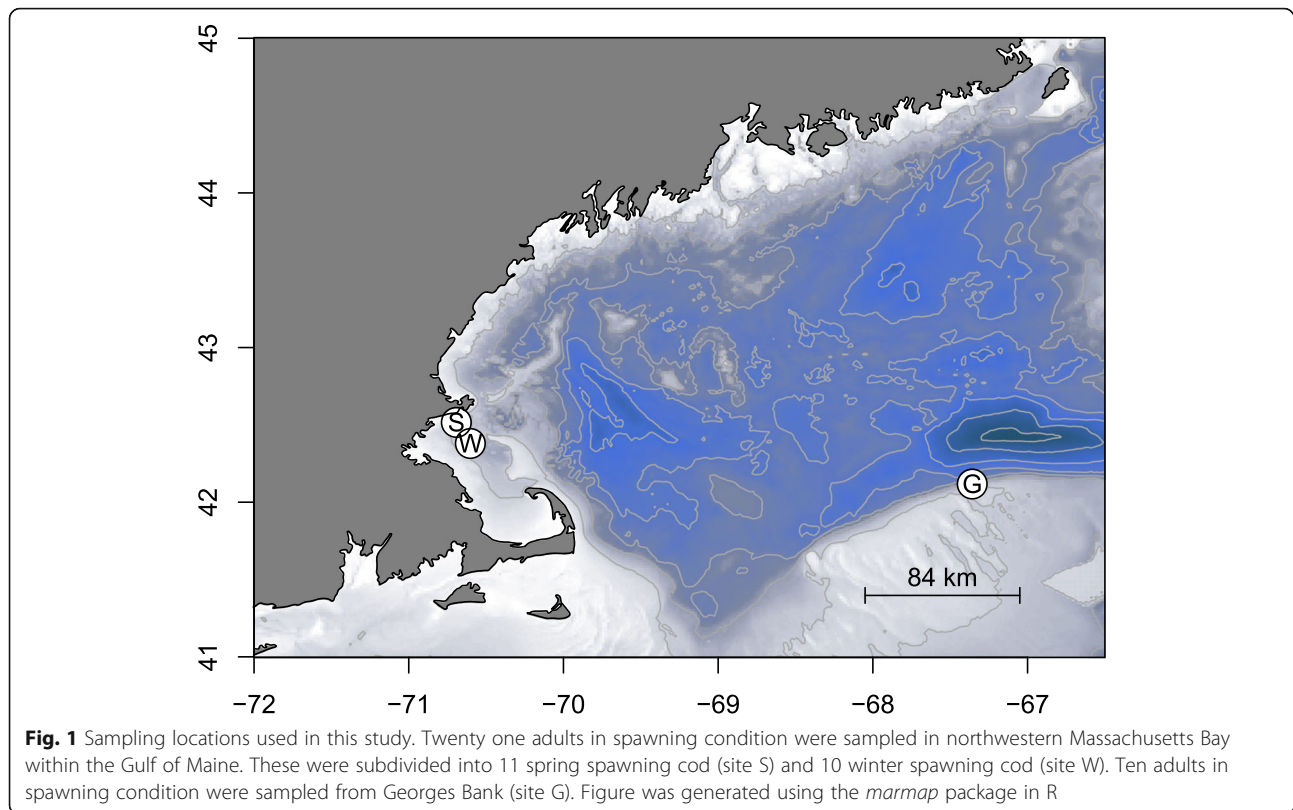 45
44
43
42
41
S
W
G
84 km
−72
−71
−70
−69
−68
−67
Fig. 1 Sampling locations used in this study. Twenty one adults in spawning condition were sampled in northwestern Massachusetts Bay
within the Gulf of Maine. These were subdivided into 11 spring spawning cod (site S) and 10 winter spawning cod (site W). Ten adults in
spawning condition were sampled from Georges Bank (site G). Figure was generated using the marmap package in R